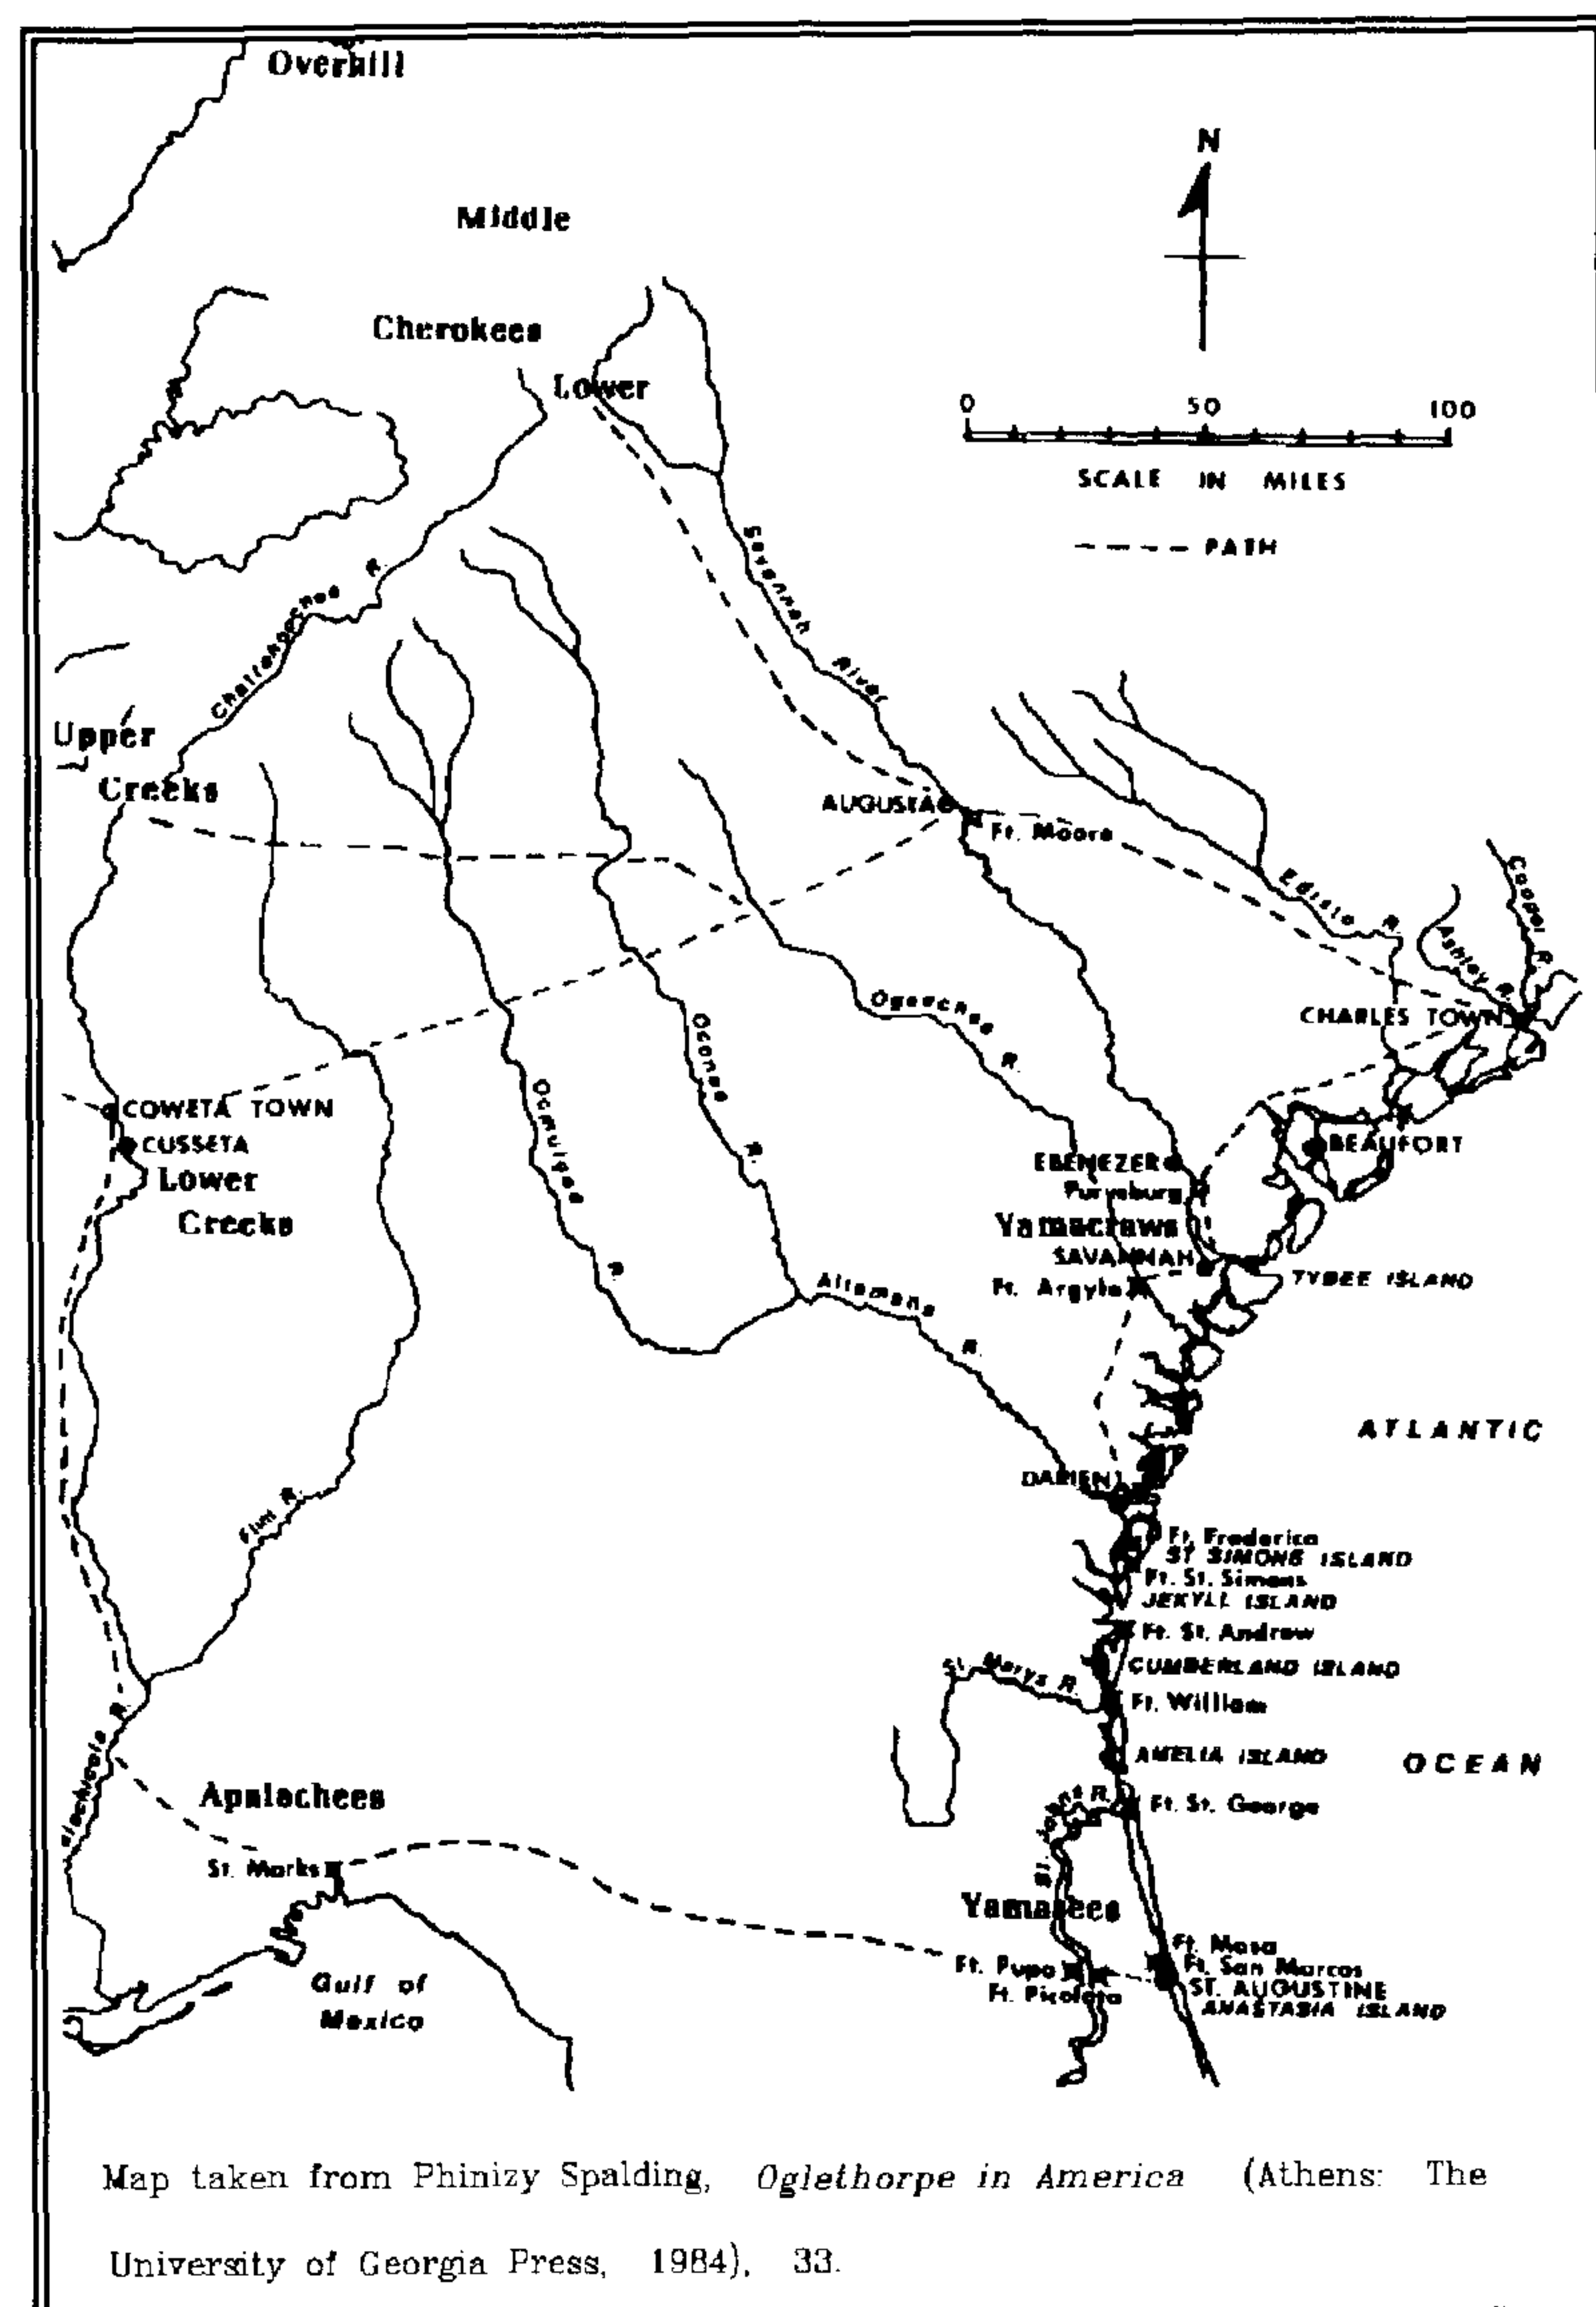 Overhill
N
Middle
Cherokees
Lower
0 50 100
SCALE IN MILES
PATH
Savannah River
Chattahoochee R.
Upper
Creeks
AUGUSTA
Ft. Moore
Edisto R.
Cooper R.
Ashley R.
CHARLES TOWN
Ogeechee R.
Oconee R.
Ocmulgee R.
COWETA TOWN
CUSSETA
Lower
Creeks
BEAUFORT
EBENEZER
Purysburg
Yamacraws
SAVANNAH
Ft. Argyle
TYBEE ISLAND
Altamaha R.
ATLANTIC
DARIEN
Flint R.
Ft. Frederica
ST SIMONS ISLAND
Ft. St. Simons
JEKYLL ISLAND
Ft. St. Andrew
CUMBERLAND ISLAND
St. Marys R.
Ft. William
AMELIA ISLAND
OCEAN
R.
Apalachees
Ft. St. George
St. Marks
Yamasees
Ft. Mosa
Ft. San Marcos
Ft. Pupo
ST. AUGUSTINE
Ft. Picolata
ANASTASIA ISLAND
Gulf of
Mexico
Map taken from Phinizy Spalding, Oglethorpe in America (Athens: The
University of Georgia Press, 1984), 33.